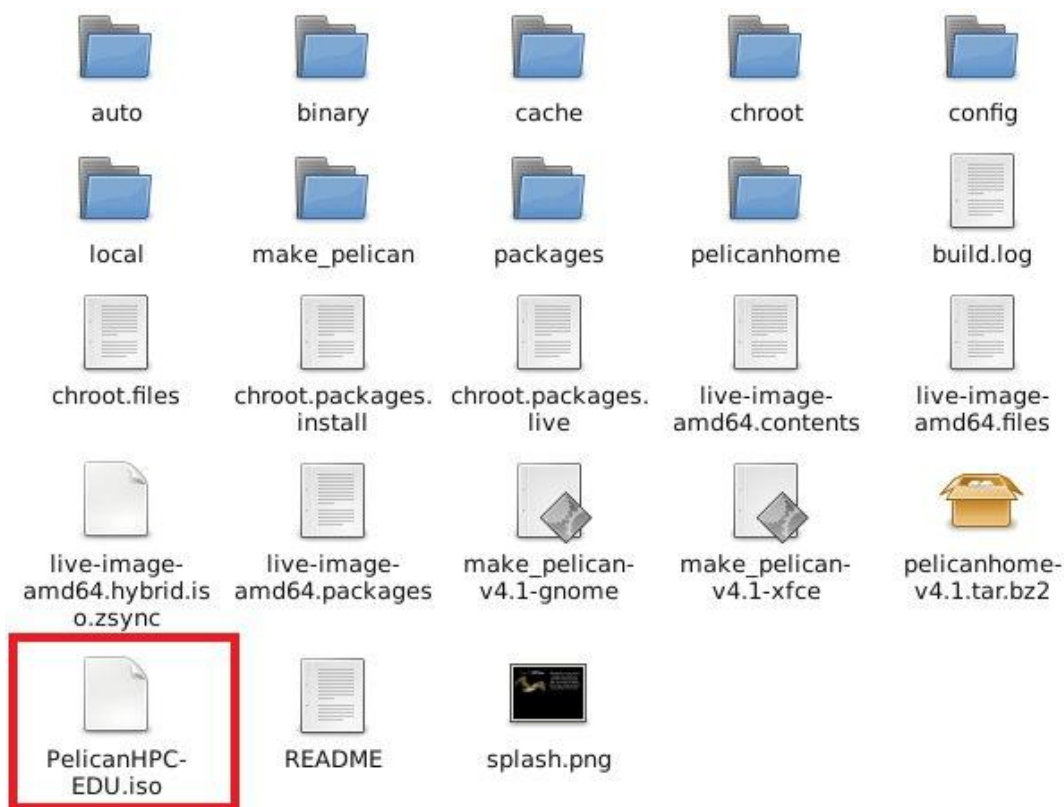 auto binary cache chroot config
local make_pelican packages pelicanhome build.log
chroot.files chroot.packages. chroot.packages. live-image- live-image-
install live amd64.contents amd64.files
live-image- live-image- make_pelican- make_pelican- pelicanhome-
amd64.hybrid.is amd64.packages v4.1-gnome v4.1-xfce v4.1.tar.bz2
o.zsync
PelicanHPC- README splash.png
EDU.iso